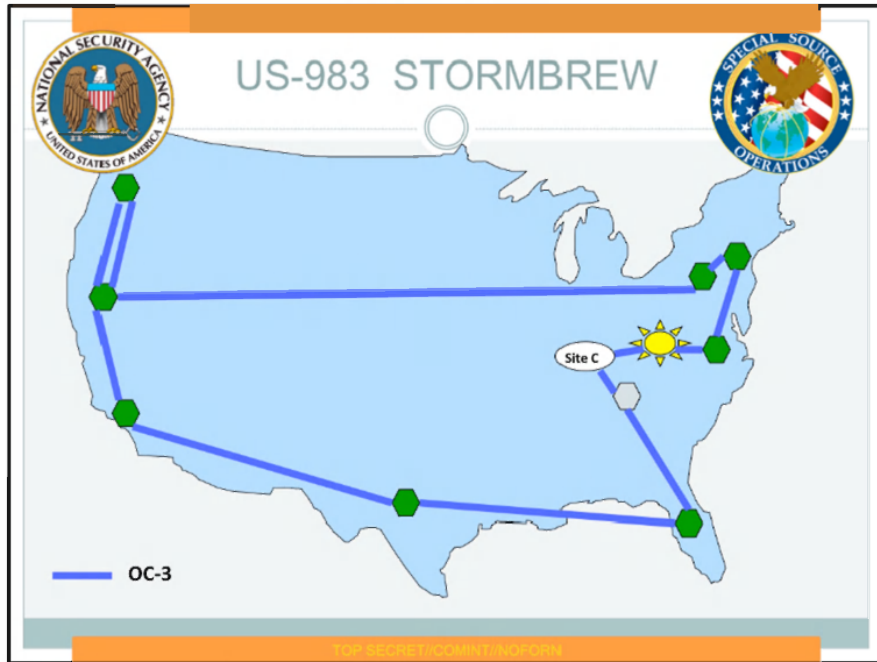 NATIONAL SECURITY AGENCY
UNITED STATES OF AMERICA
US-983 STORMBREW
SPECIAL SOURCE
OPERATIONS
Site C
OC-3
TOP SECRET//COMINT//NOFORN